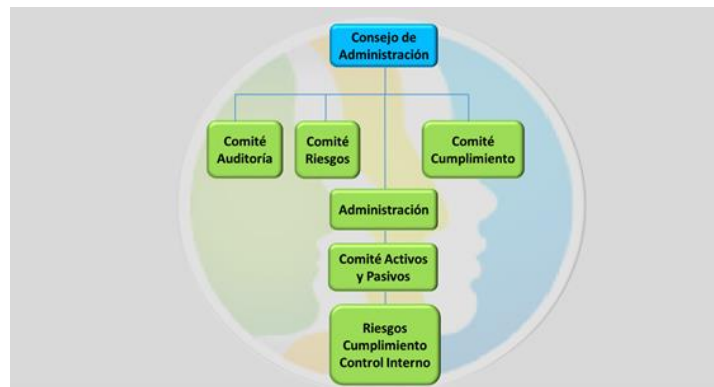 Consejo de
Administración
Comité
Auditoría
Comité
Riesgos
Comité
Cumplimiento
Administración
Comité Activos
y Pasivos
Riesgos
Cumplimiento
Control Interno